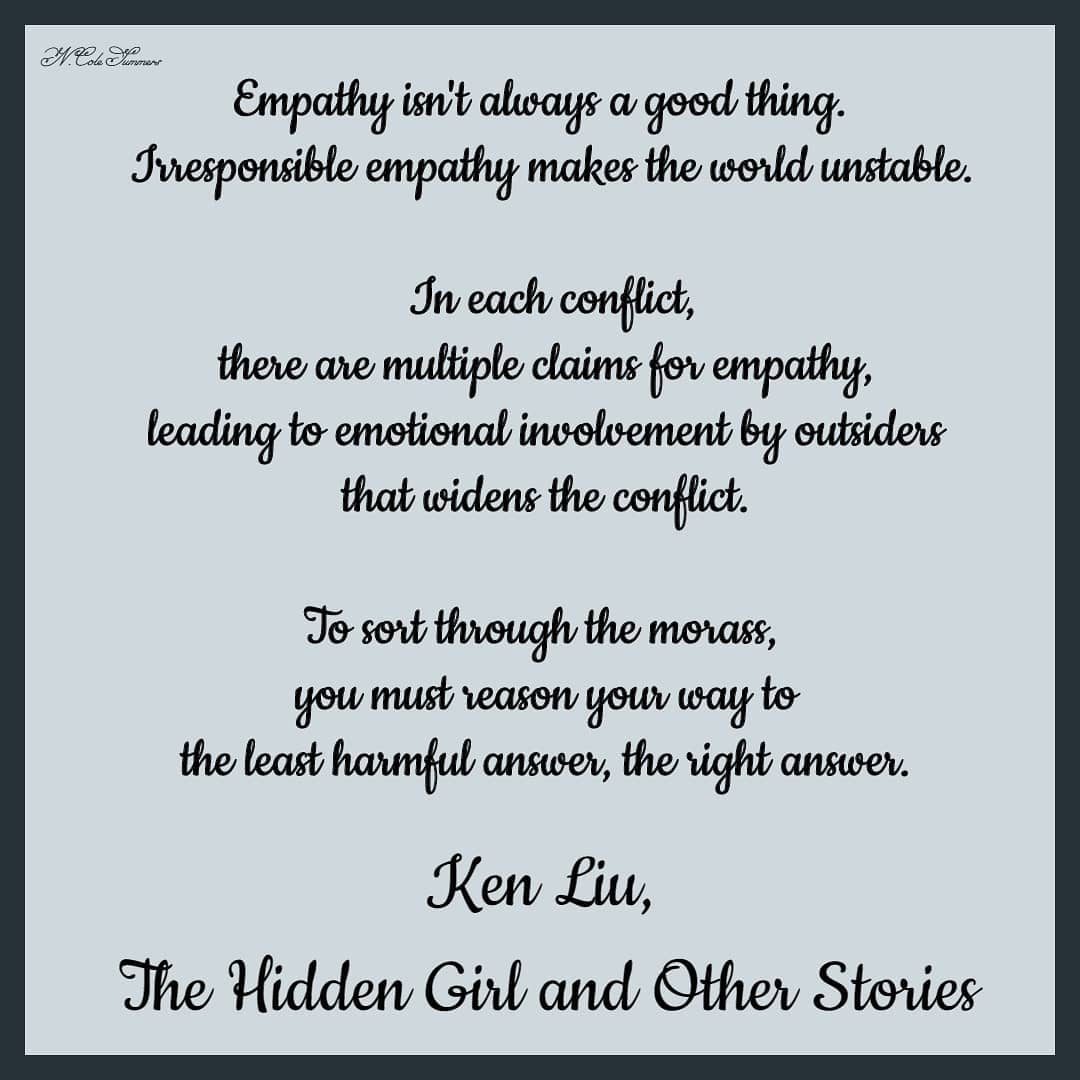 N. Cole Summers
Empathy isn't always a good thing.
Irresponsible empathy makes the world unstable.
In each conflict,
there are multiple claims for empathy,
leading to emotional involvement by outsiders
that widens the conflict.
To sort through the morass,
you must reason your way to
the least harmful answer, the right answer.
Ken Liu,
The Hidden Girl and Other Stories